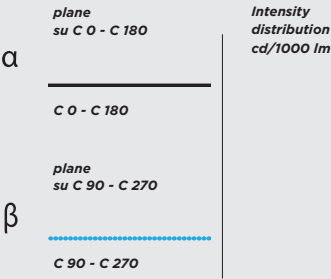 plane
su C 0 - C 180
α
C 0 - C 180
plane
su C 90 - C 270
β
C 90 - C 270
Intensity
distribution
cd/1000 lm